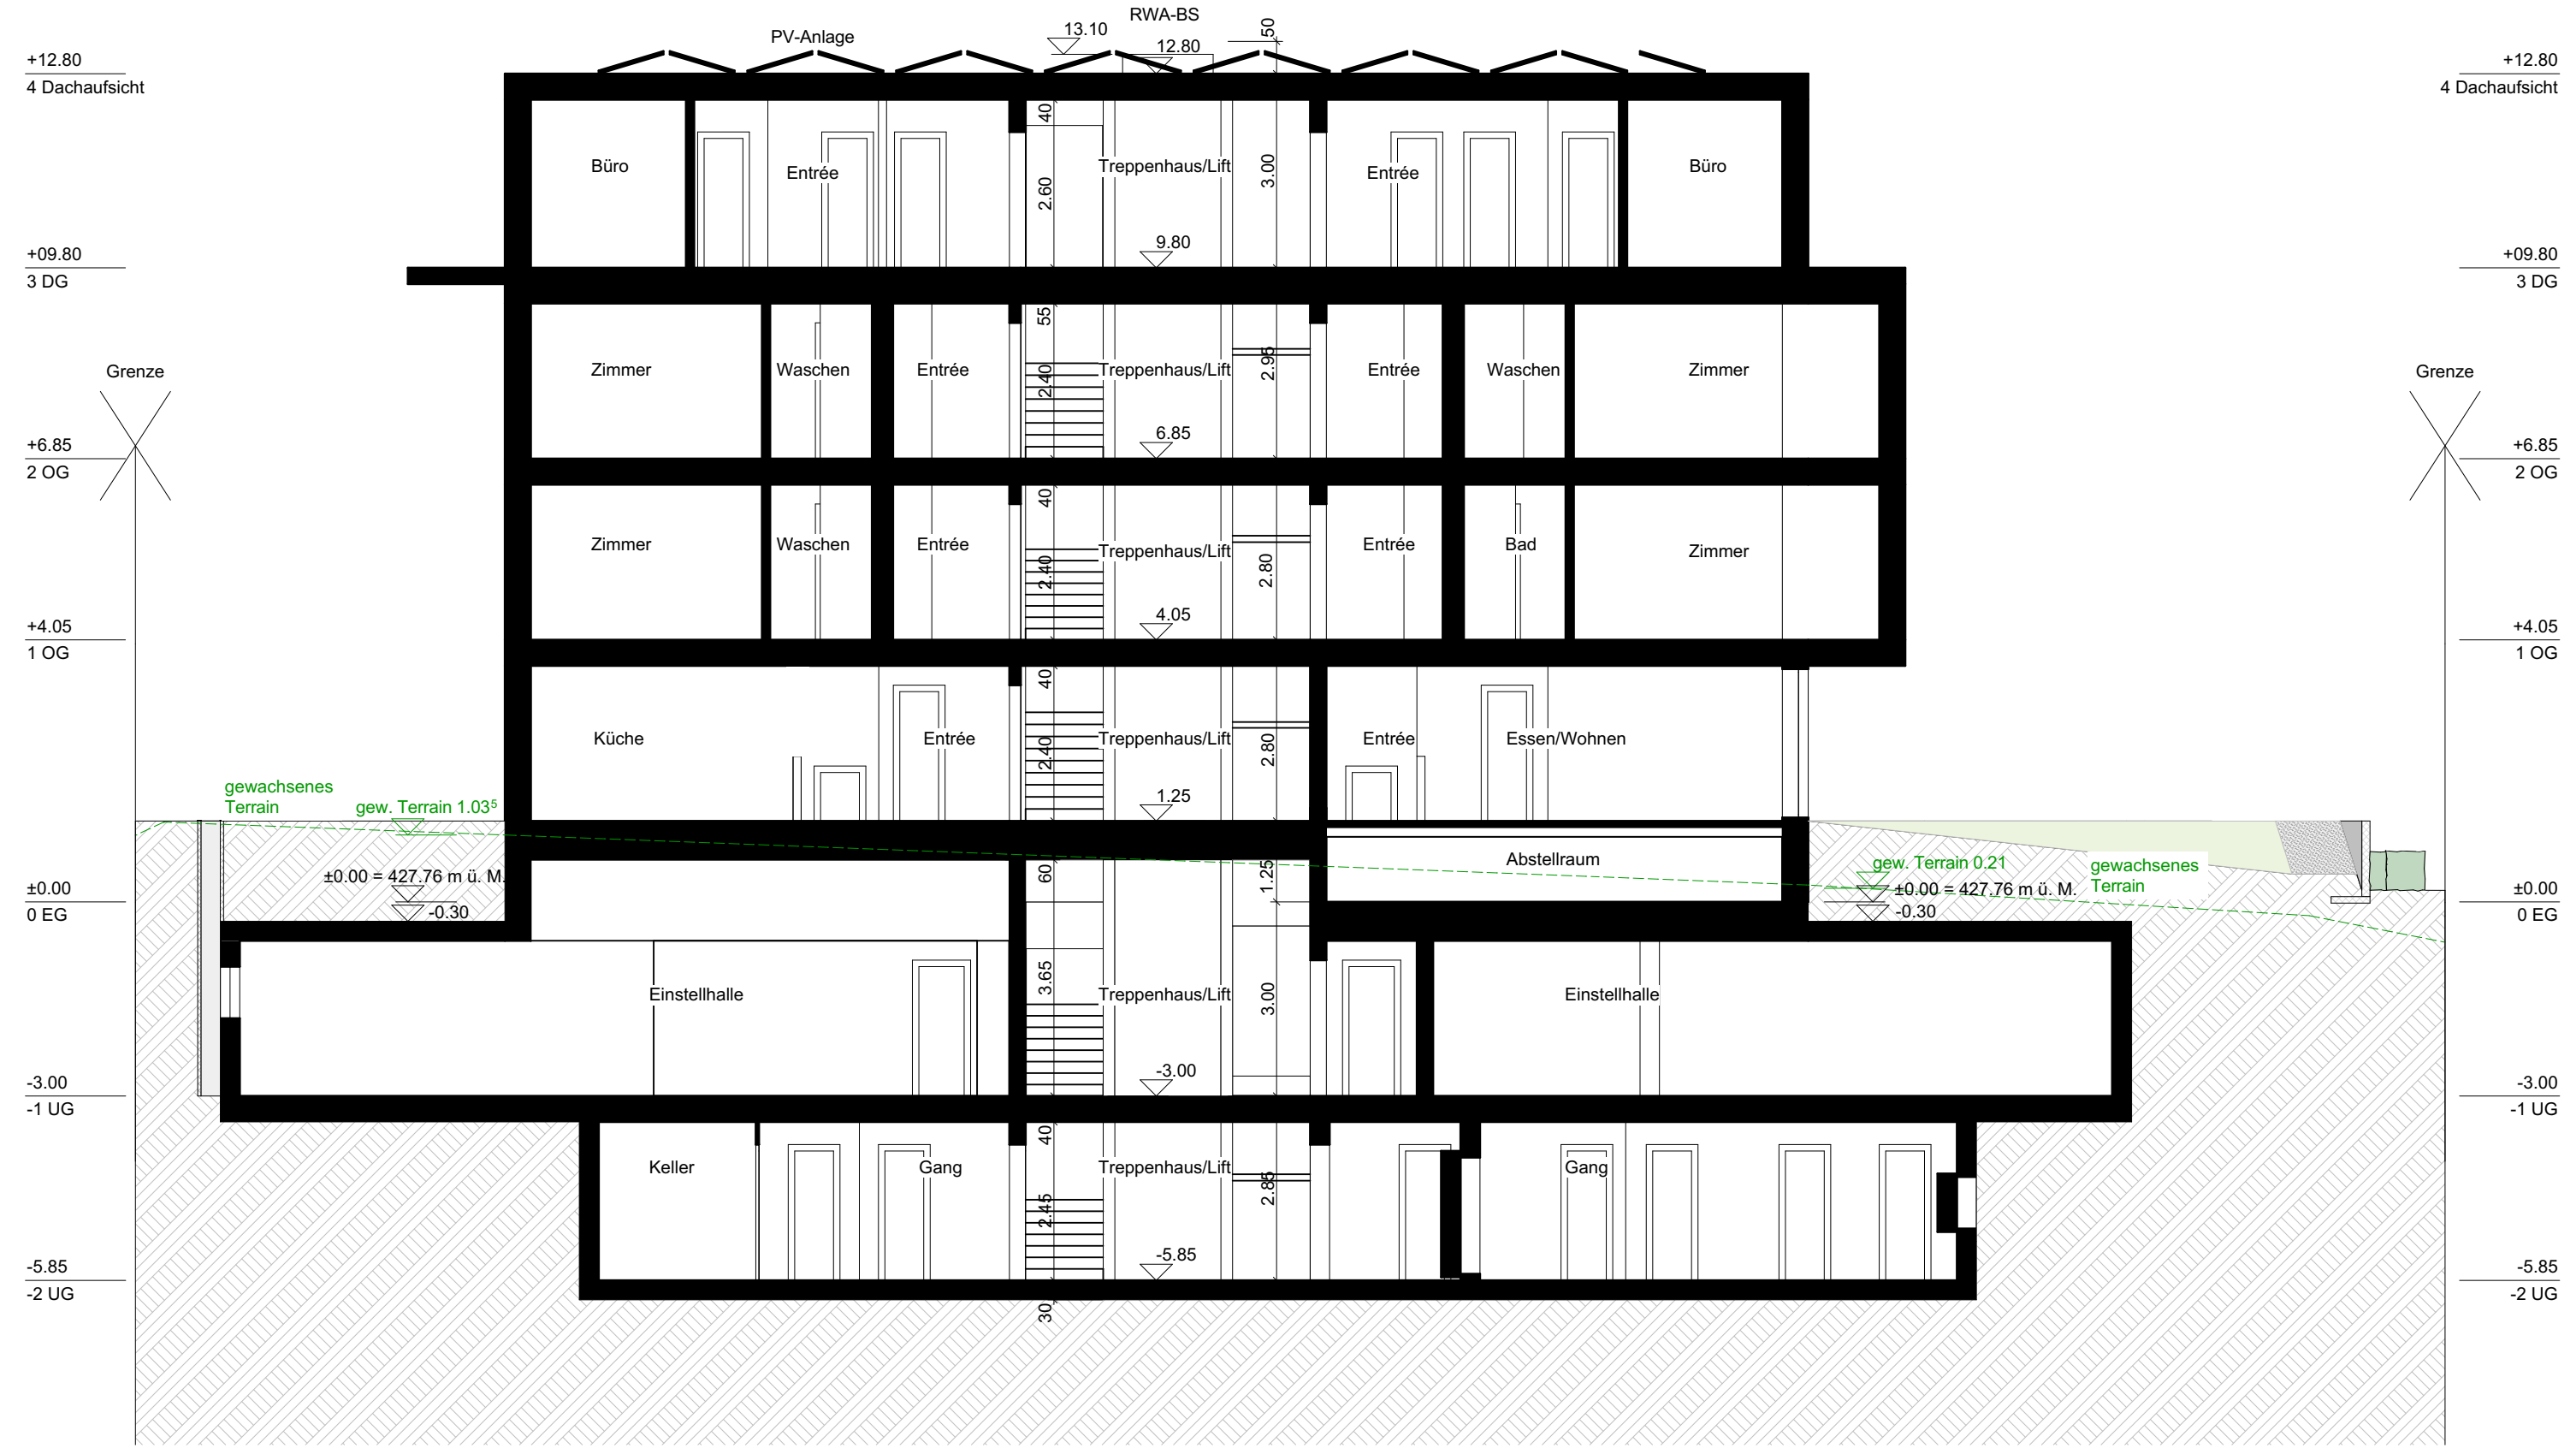 RWA-BS
PV-Anlage
13.10
12.80
50
+12.80
4 Dachaufsicht
+12.80
4 Dachaufsicht
40
Büro
Entrée
2.60
Treppenhaus/Lift
3.00
Entrée
Büro
9.80
+09.80
3 DG
+09.80
3 DG
55
Zimmer
Waschen
Entrée
2.40
Treppenhaus/Lift
2.95
Entrée
Waschen
Zimmer
Grenze
Grenze
6.85
+6.85
2 OG
+6.85
2 OG
40
Zimmer
Waschen
Entrée
2.40
Treppenhaus/Lift
2.80
Entrée
Bad
Zimmer
4.05
+4.05
1 OG
+4.05
1 OG
40
Küche
Entrée
2.40
Treppenhaus/Lift
2.80
Entrée
Essen/Wohnen
1.25
gewachsenes
Terrain
gew. Terrain 1.03⁵
Abstellraum
60
1.25
gew. Terrain 0.21
gewachsenes
Terrain
±0.00 = 427.76 m ü. M.
±0.00 = 427.76 m ü. M.
-0.30
-0.30
±0.00
0 EG
±0.00
0 EG
3.65
Einstellhalle
Treppenhaus/Lift
3.00
Einstellhalle
-3.00
-3.00
-1 UG
-3.00
-1 UG
40
Keller
Gang
Treppenhaus/Lift
Gang
2.45
2.85
-5.85
-5.85
-2 UG
-5.85
-2 UG
30